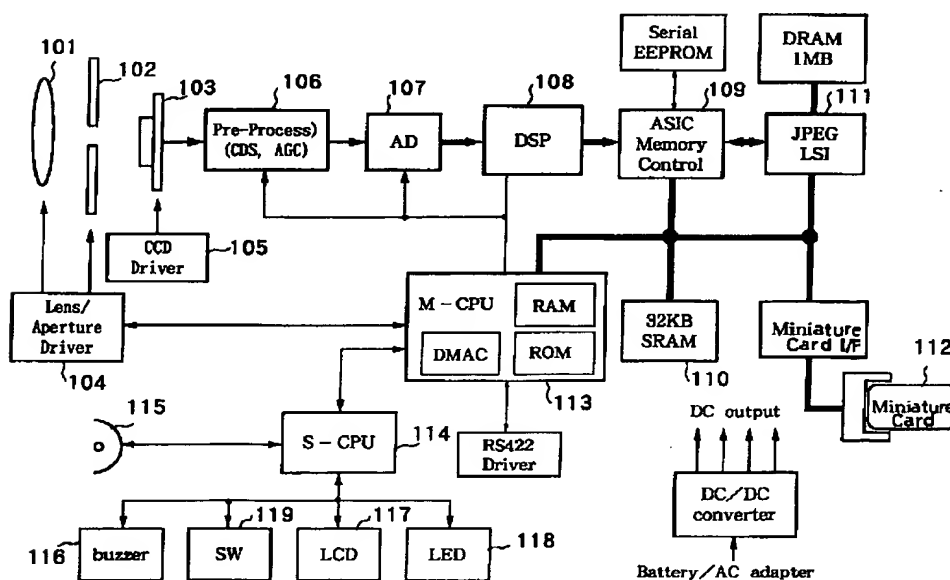 101
102
103
106
Pre-Process)
(CDS, AGC)
107
AD
108
DSP
Serial
EEPROM
109
ASIC
Memory
Control
DRAM
1MB
111
JPEG
LSI
CCD
Driver
105
Lens/
Aperture
Driver
104
M-CPU
RAM
DMAC
ROM
113
32KB
SRAM
110
Miniature
Card I/F
112
Miniature
Card
115
S-CPU
114
RS422
Driver
DC output
DC/DC
converter
Battery/AC adapter
116
buzzer
119
SW
117
LCD
LED
118